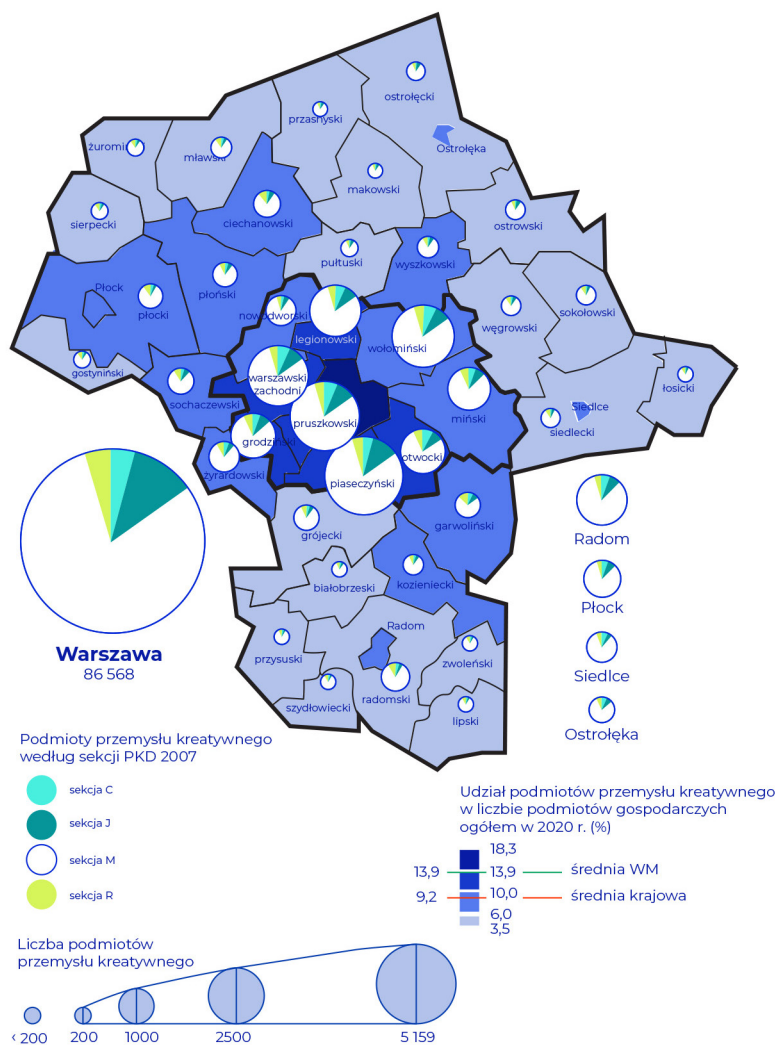 ostrołęcki
przasnyski
Ostrołęka
żuromi
mławski
makowski
ciechanowski
sierpecki
ostrowski
pułtuski
wyszkowski
Płock
płoński
płocki
nowodworski
legionowski
wołomiński
węgrowski
sokołowski
gostyniński
sochaczewski
warszawski
zachodni
miński
łosicki
Siedlce
siedlecki
pruszkowski
grodziski
otwocki
żyrardowski
piaseczyński
garwoliński
grójecki
białobrzeski
kozieniecki
Radom
przysuski
zwoleński
radomski
szydłowiecki
lipski
Warszawa
86 568
Radom
Płock
Siedlce
Ostrołęka
Podmioty przemysłu kreatywnego
według sekcji PKD 2007
sekcja C
sekcja J
sekcja M
sekcja R
Udział podmiotów przemysłu kreatywnego
w liczbie podmiotów gospodarczych
ogółem w 2020 r. (%)
18,3
13,9 13,9 średnia WM
10,0
9,2 średnia krajowa
6,0
3,5
Liczba podmiotów
przemysłu kreatywnego
< 200 200 1000 2500 5 159